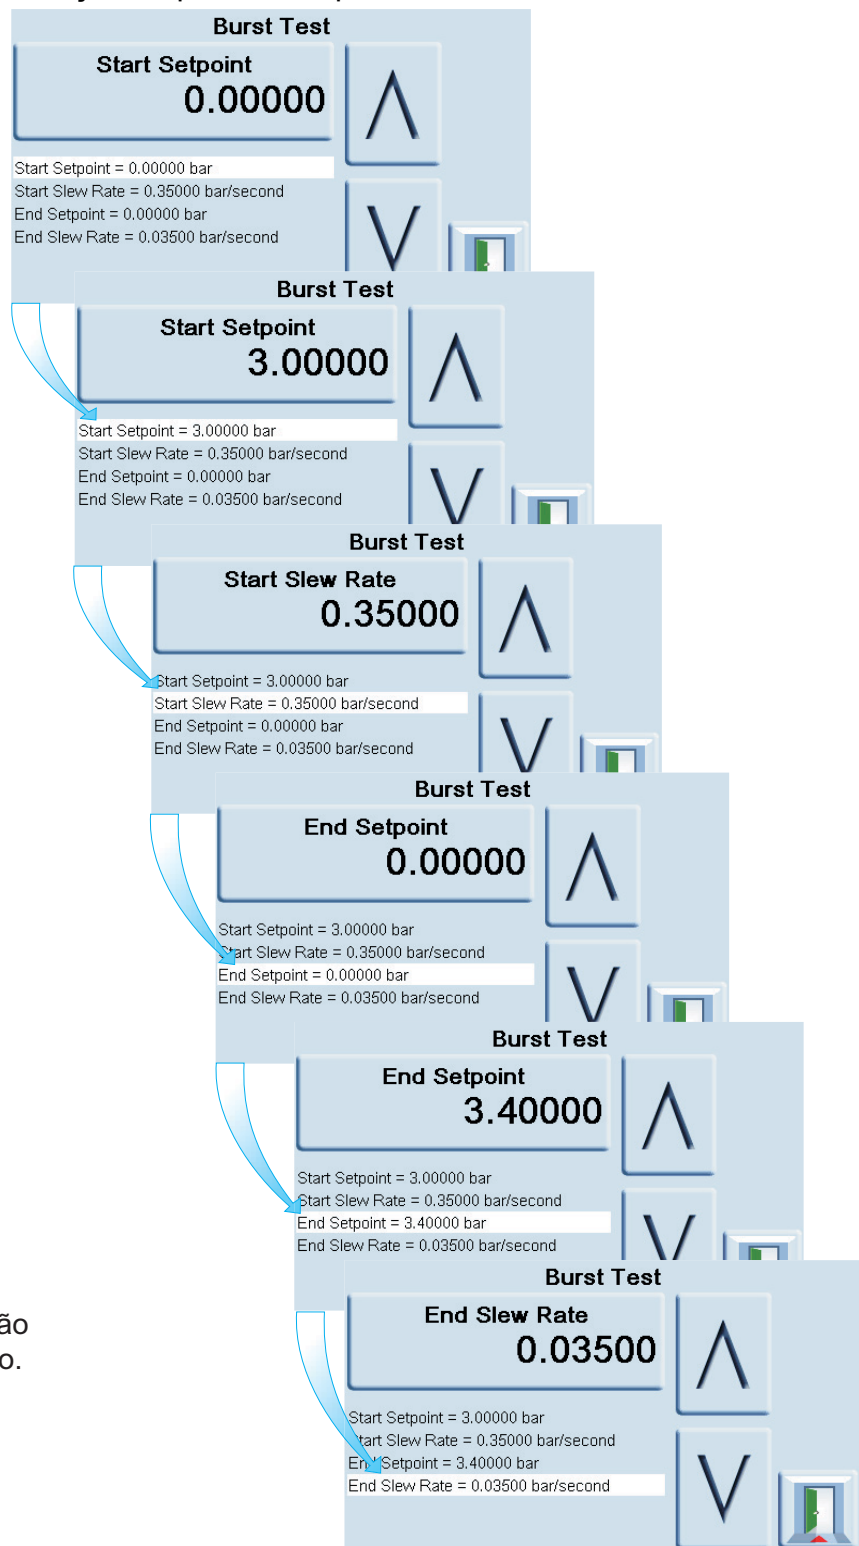 Burst Test
Start Setpoint
0.00000
Start Setpoint = 0.00000 bar
Start Slew Rate = 0.35000 bar/second
End Setpoint = 0.00000 bar
End Slew Rate = 0.03500 bar/second
Burst Test
Start Setpoint
3.00000
Start Setpoint = 3.00000 bar
Start Slew Rate = 0.35000 bar/second
End Setpoint = 0.00000 bar
End Slew Rate = 0.03500 bar/second
Burst Test
Start Slew Rate
0.35000
Start Setpoint = 3.00000 bar
Start Slew Rate = 0.35000 bar/second
End Setpoint = 0.00000 bar
End Slew Rate = 0.03500 bar/second
Burst Test
End Setpoint
0.00000
Start Setpoint = 3.00000 bar
Start Slew Rate = 0.35000 bar/second
End Setpoint = 0.00000 bar
End Slew Rate = 0.03500 bar/second
Burst Test
End Setpoint
3.40000
Start Setpoint = 3.00000 bar
Start Slew Rate = 0.35000 bar/second
End Setpoint = 3.40000 bar
End Slew Rate = 0.03500 bar/second
Burst Test
End Slew Rate
0.03500
Start Setpoint = 3.00000 bar
Start Slew Rate = 0.35000 bar/second
End Setpoint = 3.40000 bar
End Slew Rate = 0.03500 bar/second
ão
o.